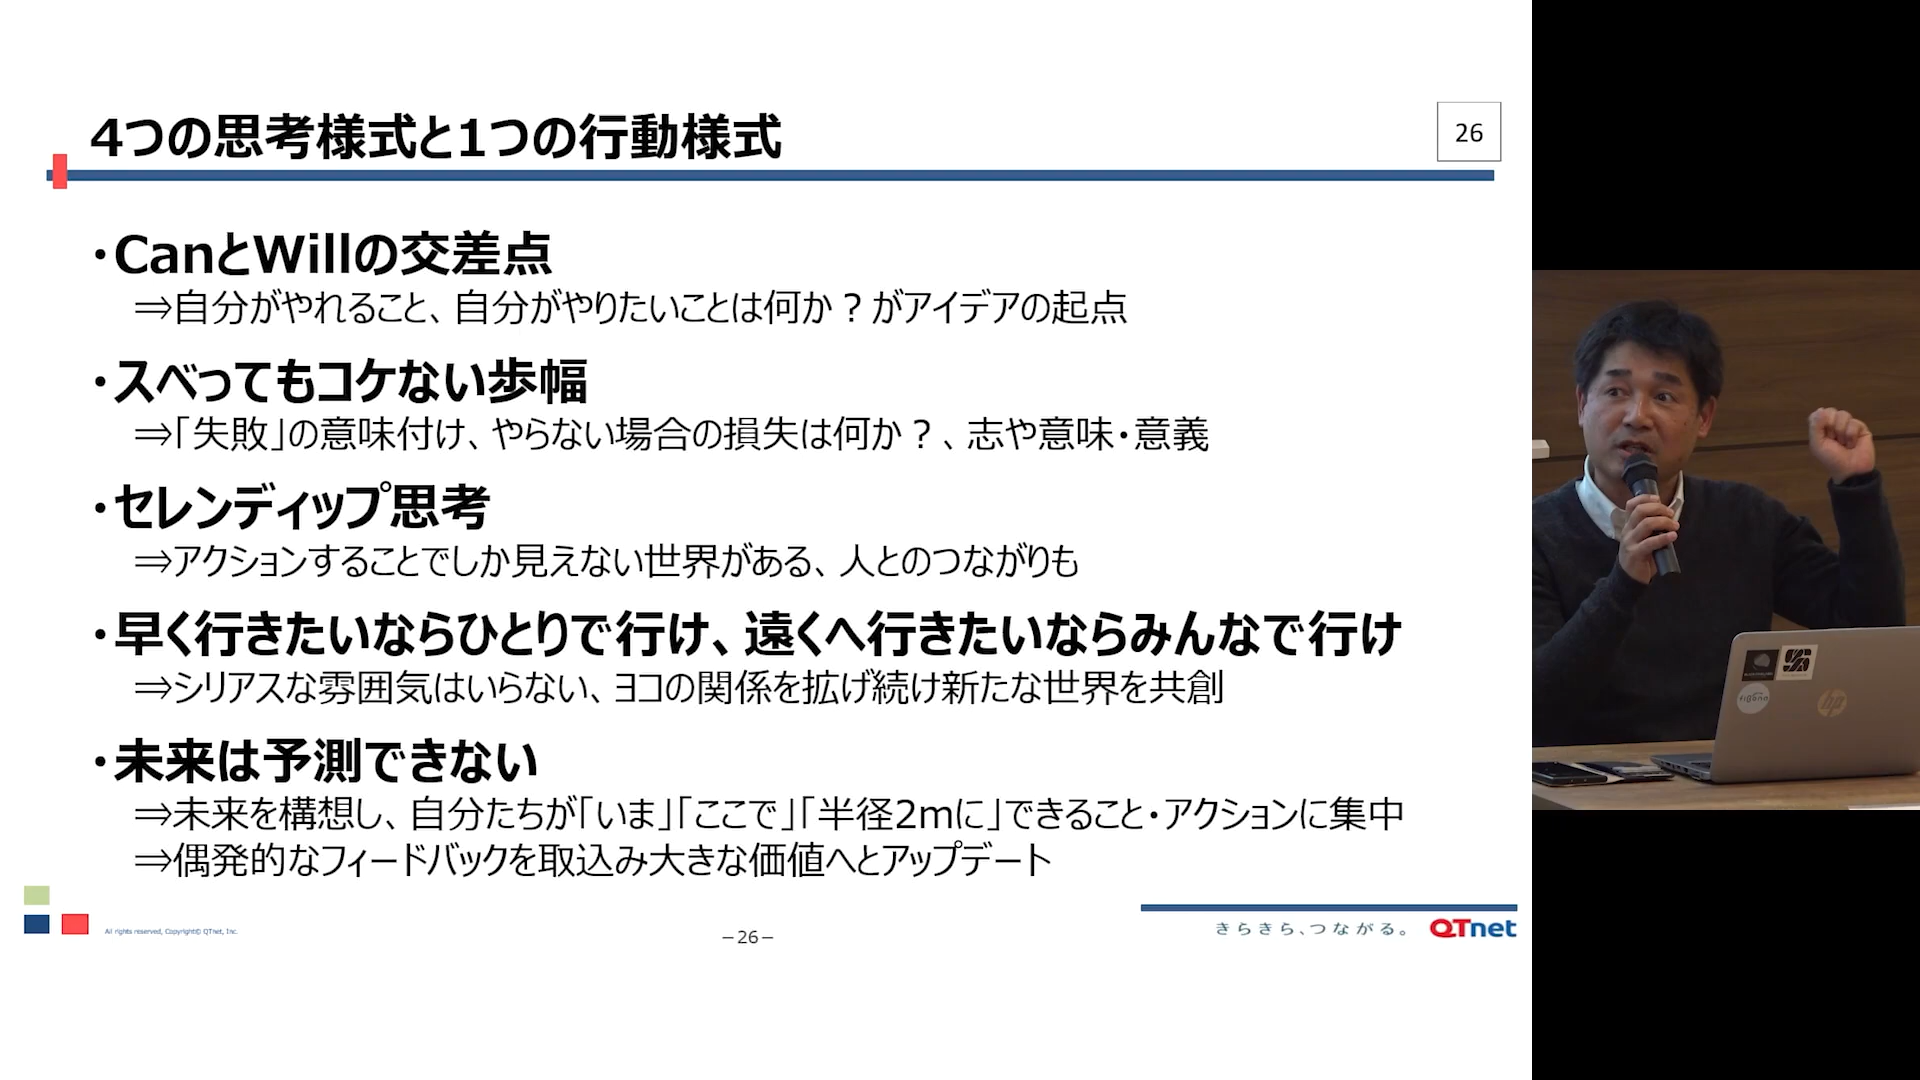 4つの思考様式と1つの行動様式
26
・CanとWillの交差点
⇒自分がやれること、自分がやりたいことは何か？がアイデアの起点
・スベってもコケない歩幅
⇒「失敗」の意味付け、やらない場合の損失は何か？、志や意味・意義
・セレンディップ思考
⇒アクションすることでしか見えない世界がある、人とのつながりも
・早く行きたいならひとりで行け、遠くへ行きたいならみんなで行け
⇒シリアスな雰囲気はいらない、ヨコの関係を拡げ続け新たな世界を共創
・未来は予測できない
⇒未来を構想し、自分たちが「いま」「ここで」「半径2mに」できること・アクションに集中
⇒偶発的なフィードバックを取込み大きな価値へとアップデート
All rights reserved, Copyright© QTnet, Inc.
－26－
きらきら、つながる。
QTnet
hp